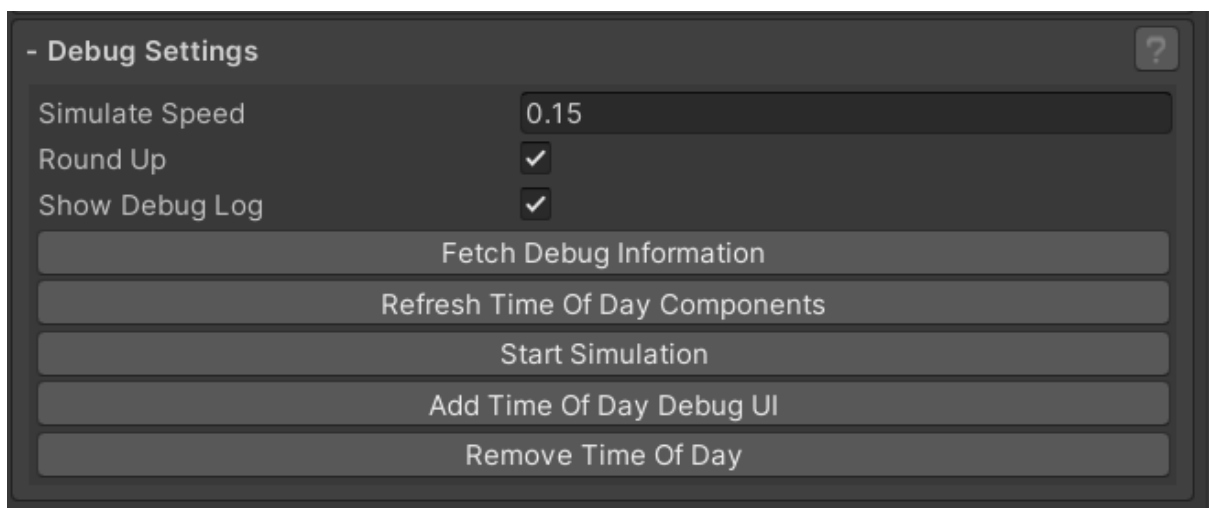 - Debug Settings
?
Simulate Speed 0.15
Round Up
Show Debug Log
Fetch Debug Information
Refresh Time Of Day Components
Start Simulation
Add Time Of Day Debug UI
Remove Time Of Day